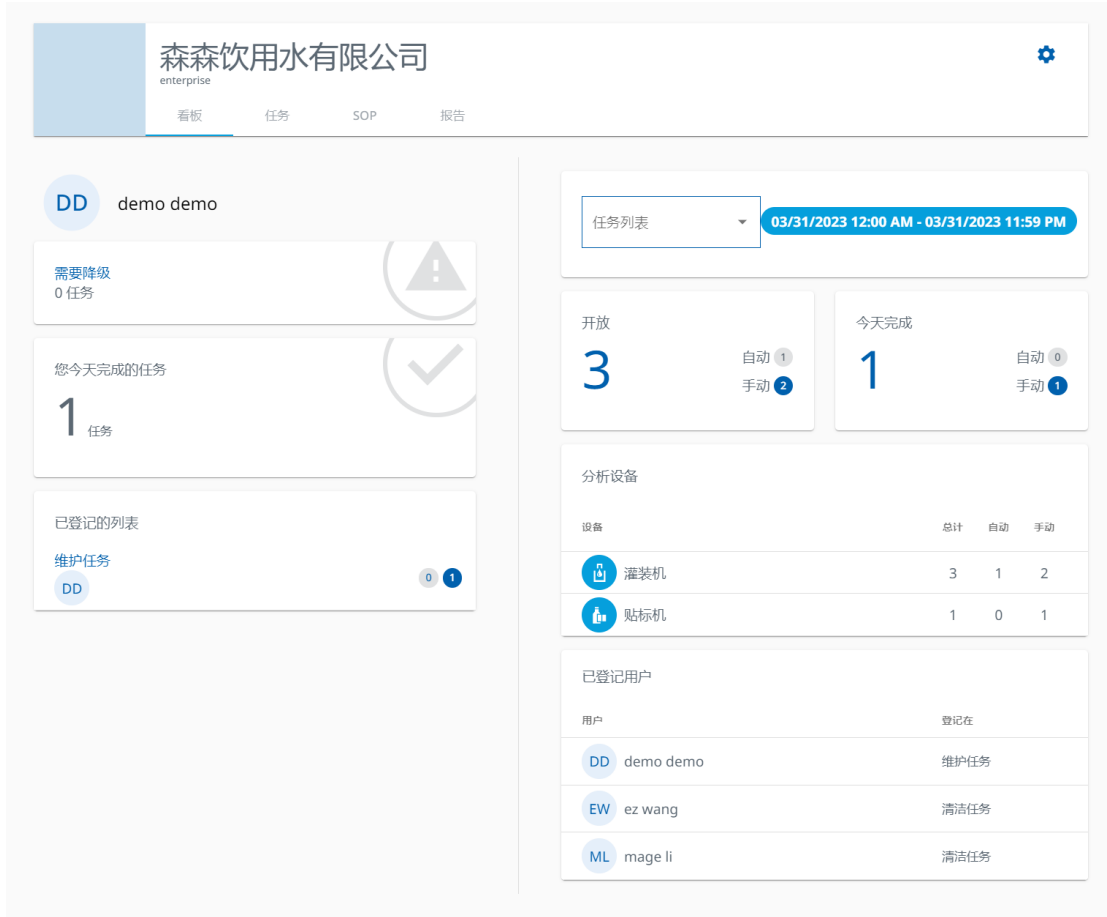 森森饮用水有限公司
enterprise
看板 任务 SOP 报告
DD demo demo
需要降级
0 任务
您今天完成的任务
1 任务
已登记的列表
维护任务
DD 0 1
任务列表 03/31/2023 12:00 AM - 03/31/2023 11:59 PM
开放
3 自动 1
手动 2
今天完成
1 自动 0
手动 1
分析设备
设备 总计 自动 手动
灌装机 3 1 2
贴标机 1 0 1
已登记用户
用户 登记在
DD demo demo 维护任务
EW ez wang 清洁任务
ML mage li 清洁任务